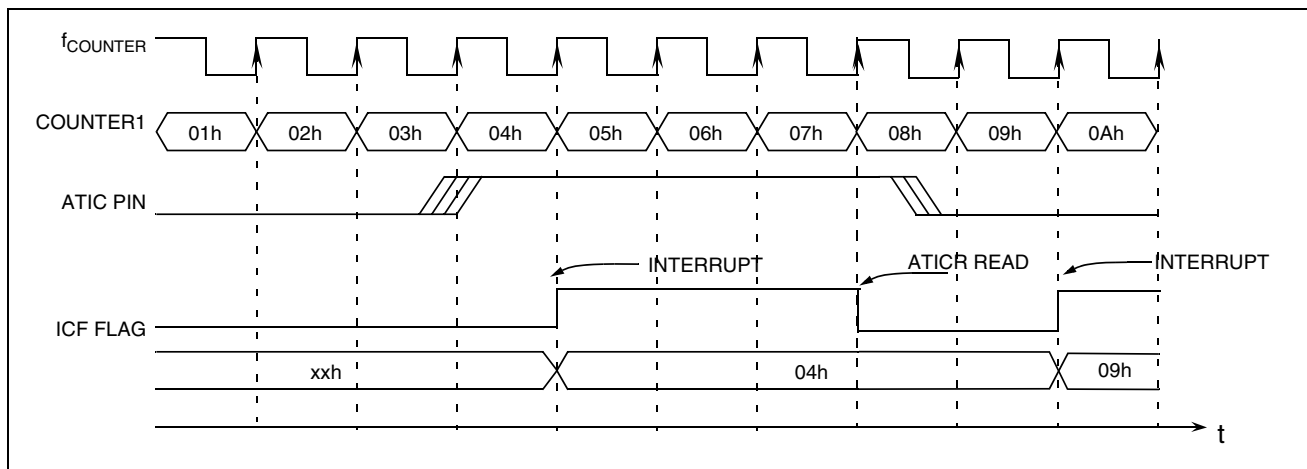 fCOUNTER
COUNTER1 01h 02h 03h 04h 05h 06h 07h 08h 09h 0Ah
ATIC PIN
INTERRUPT ATICR READ INTERRUPT
ICF FLAG
xxh 04h 09h
t